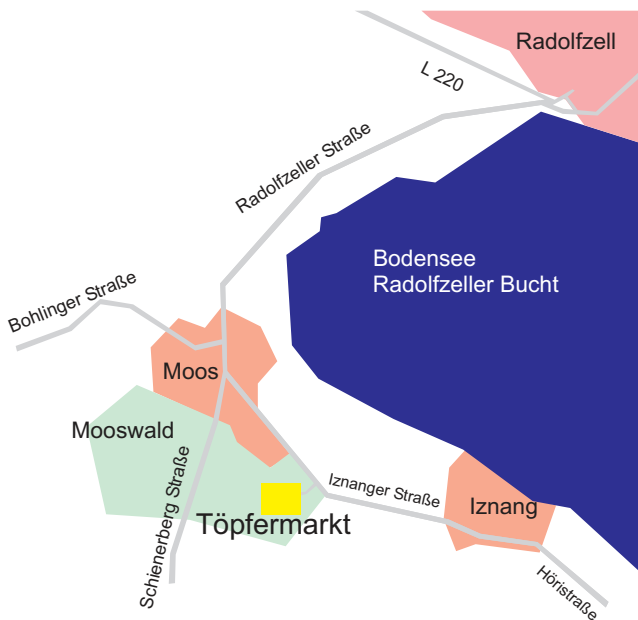 Radolfzell
L 220
Radolfzeller Straße
Bodensee
Radolfzeller Bucht
Bohlinger Straße
Moos
Mooswald
Schienerberg Straße
Iznanger Straße
Iznang
Töpfermarkt
Höristraße